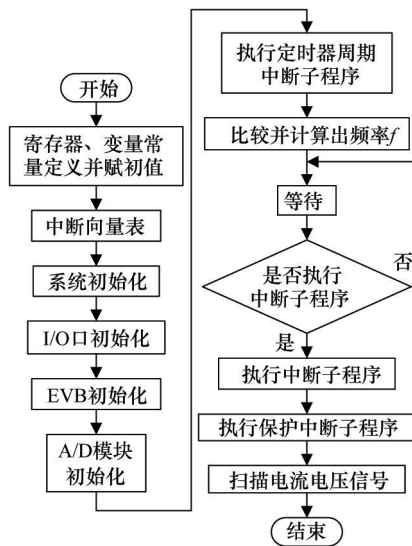 开始
寄存器、变量常
量定义并赋初值
中断向量表
系统初始化
I/O口初始化
EVB初始化
A/D模块
初始化
执行定时器周期
中断子程序
比较并计算出频率f
等待
是否执行
中断子程序
否
是
执行中断子程序
执行保护中断子程序
扫描电流电压信号
结束